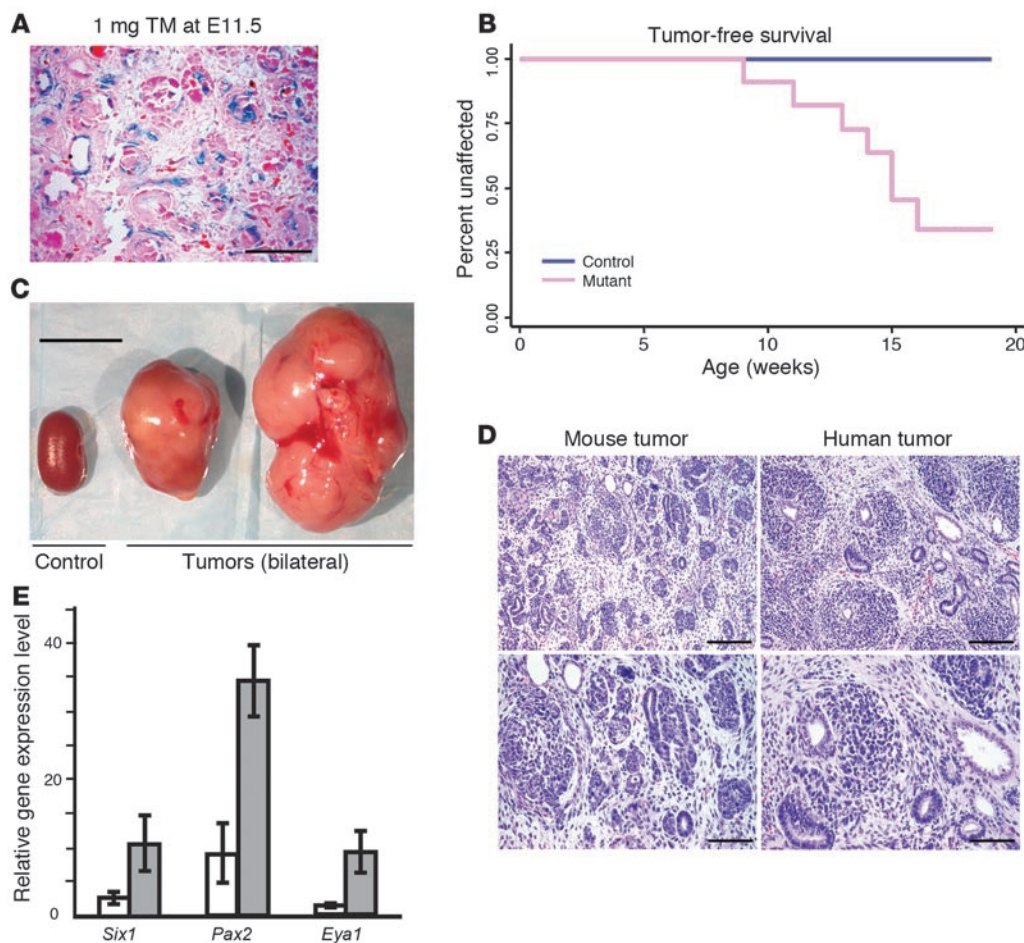 A
1 mg TM at E11.5
B
Tumor-free survival
Percent unaffected
1.00
0.75
0.50
0.25
0.00
Control
Mutant
0
5
10
15
20
Age (weeks)
C
Control
Tumors (bilateral)
D
Mouse tumor
Human tumor
E
Relative gene expression level
40
20
0
Six1
Pax2
Eya1